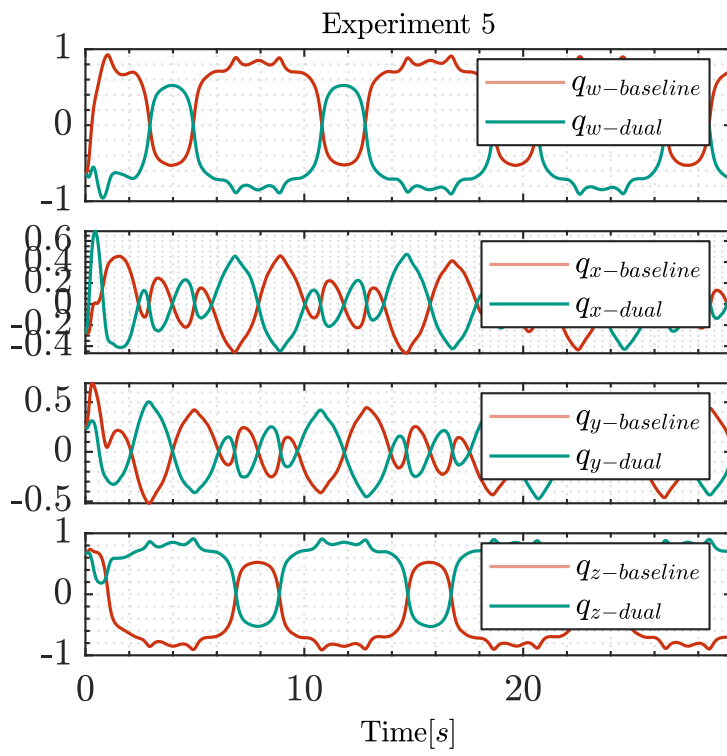 Experiment 5
1
0
-1
q_{w-baseline}
q_{w-dual}
0.6
0.4
0.2
0
-0.2
-0.4
q_{x-baseline}
q_{x-dual}
0.5
0
-0.5
q_{y-baseline}
q_{y-dual}
1
0
-1
q_{z-baseline}
q_{z-dual}
0 10 20
Time[s]